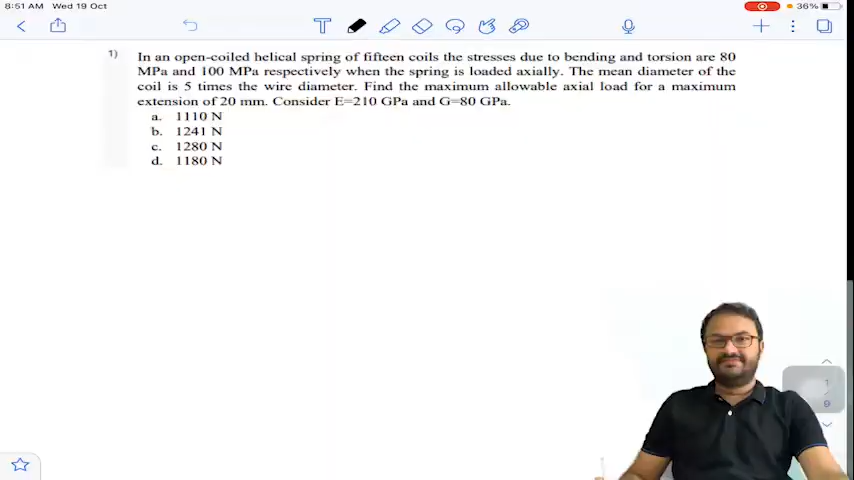 8:51 AM Wed 19 Oct
36%
1) In an open-coiled helical spring of fifteen coils the stresses due to bending and torsion are 80
MPa and 100 MPa respectively when the spring is loaded axially. The mean diameter of the
coil is 5 times the wire diameter. Find the maximum allowable axial load for a maximum
extension of 20 mm. Consider E=210 GPa and G=80 GPa.
a. 1110 N
b. 1241 N
c. 1280 N
d. 1180 N
1
9